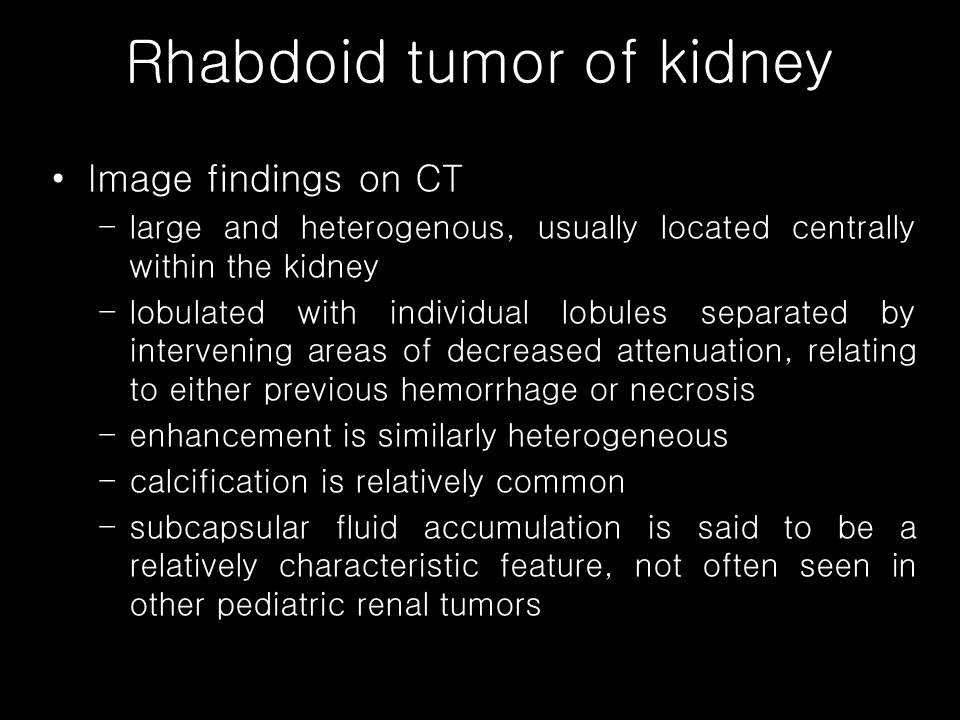 Rhabdoid tumor of kidney
• Image findings on CT
– large and heterogenous, usually located centrally
within the kidney
– lobulated with individual lobules separated by
intervening areas of decreased attenuation, relating
to either previous hemorrhage or necrosis
– enhancement is similarly heterogeneous
– calcification is relatively common
– subcapsular fluid accumulation is said to be a
relatively characteristic feature, not often seen in
other pediatric renal tumors